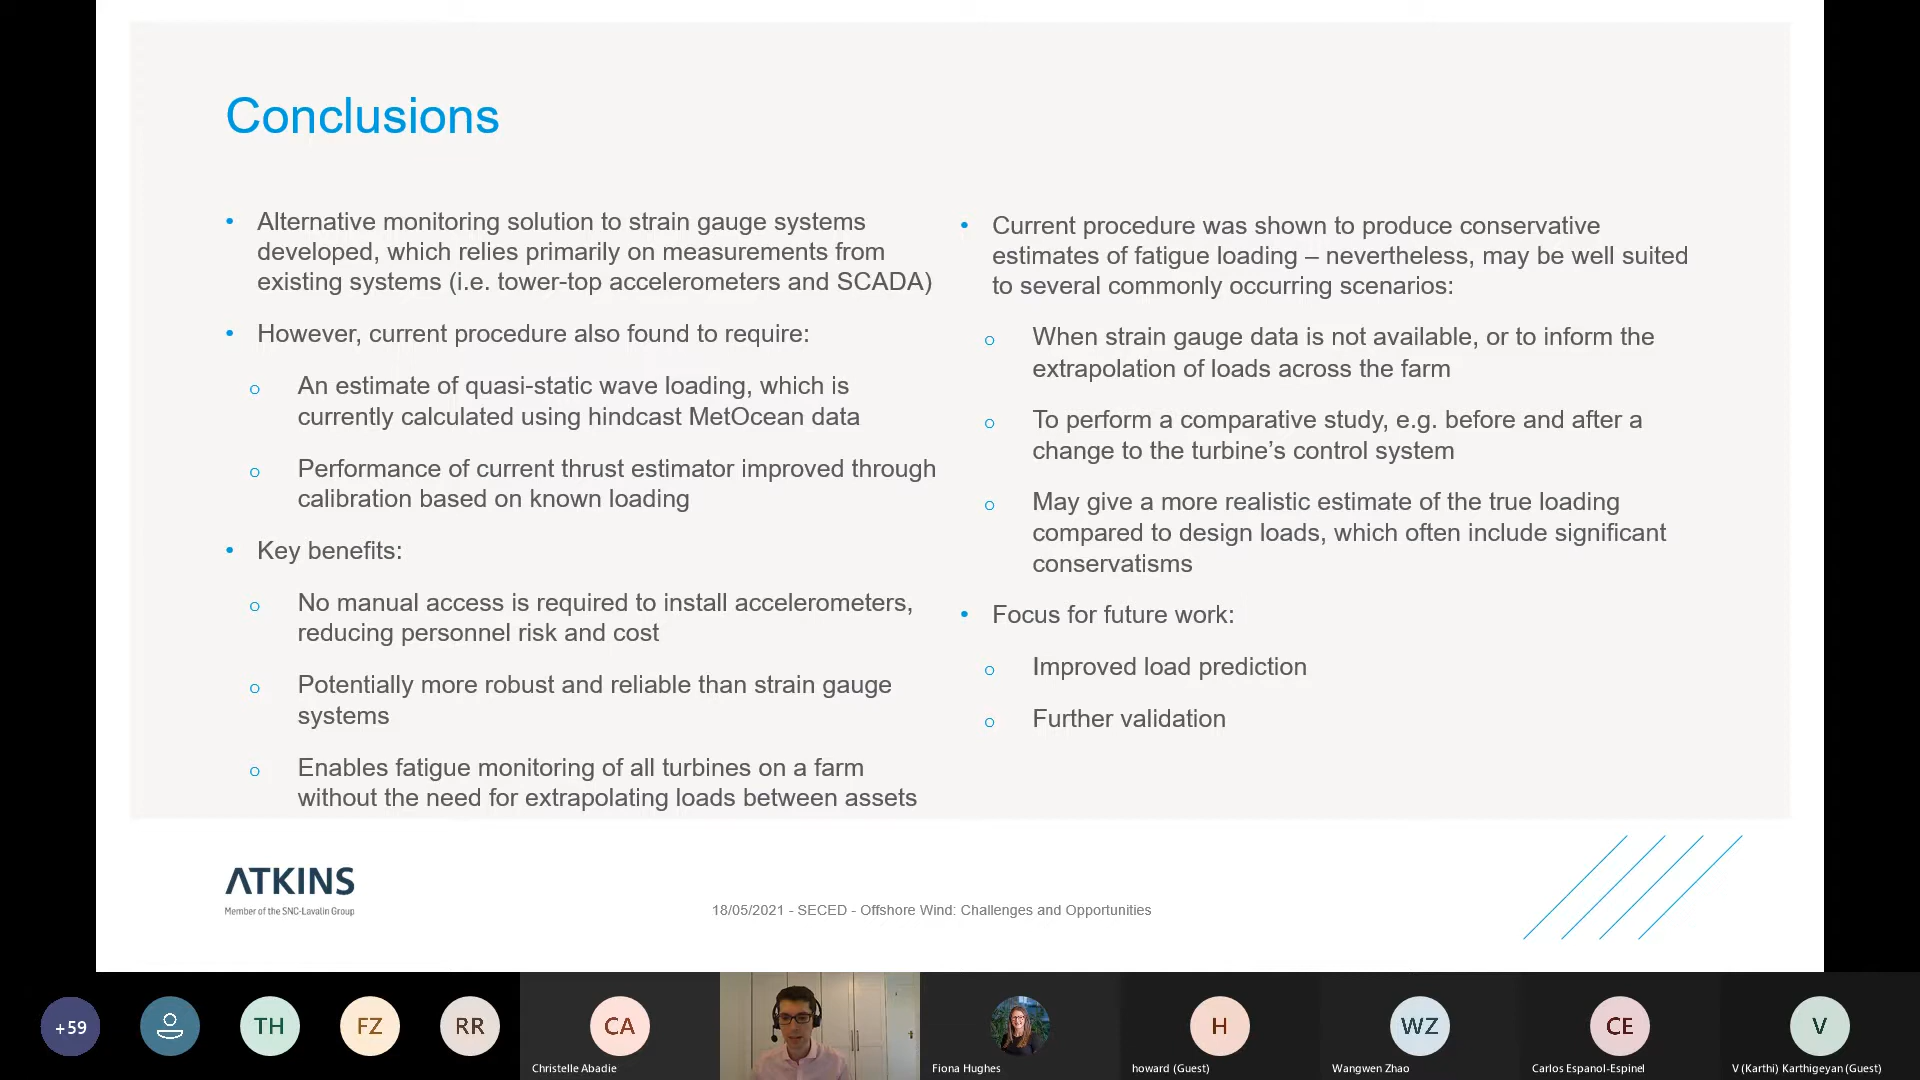 Conclusions
• Alternative monitoring solution to strain gauge systems
developed, which relies primarily on measurements from
existing systems (i.e. tower-top accelerometers and SCADA)
• However, current procedure also found to require:
o An estimate of quasi-static wave loading, which is
currently calculated using hindcast MetOcean data
o Performance of current thrust estimator improved through
calibration based on known loading
• Key benefits:
o No manual access is required to install accelerometers,
reducing personnel risk and cost
o Potentially more robust and reliable than strain gauge
systems
o Enables fatigue monitoring of all turbines on a farm
without the need for extrapolating loads between assets
• Current procedure was shown to produce conservative
estimates of fatigue loading – nevertheless, may be well suited
to several commonly occurring scenarios:
o When strain gauge data is not available, or to inform the
extrapolation of loads across the farm
o To perform a comparative study, e.g. before and after a
change to the turbine’s control system
o May give a more realistic estimate of the true loading
compared to design loads, which often include significant
conservatisms
• Focus for future work:
o Improved load prediction
o Further validation
ATKINS
Member of the SNC-Lavalin Group
18/05/2021 - SECED - Offshore Wind: Challenges and Opportunities
+59
TH
FZ
RR
CA
Christelle Abadie
Fiona Hughes
H
howard (Guest)
WZ
Wangwen Zhao
CE
Carlos Espanol-Espinel
V
V (Karthi) Karthigeyan (Guest)